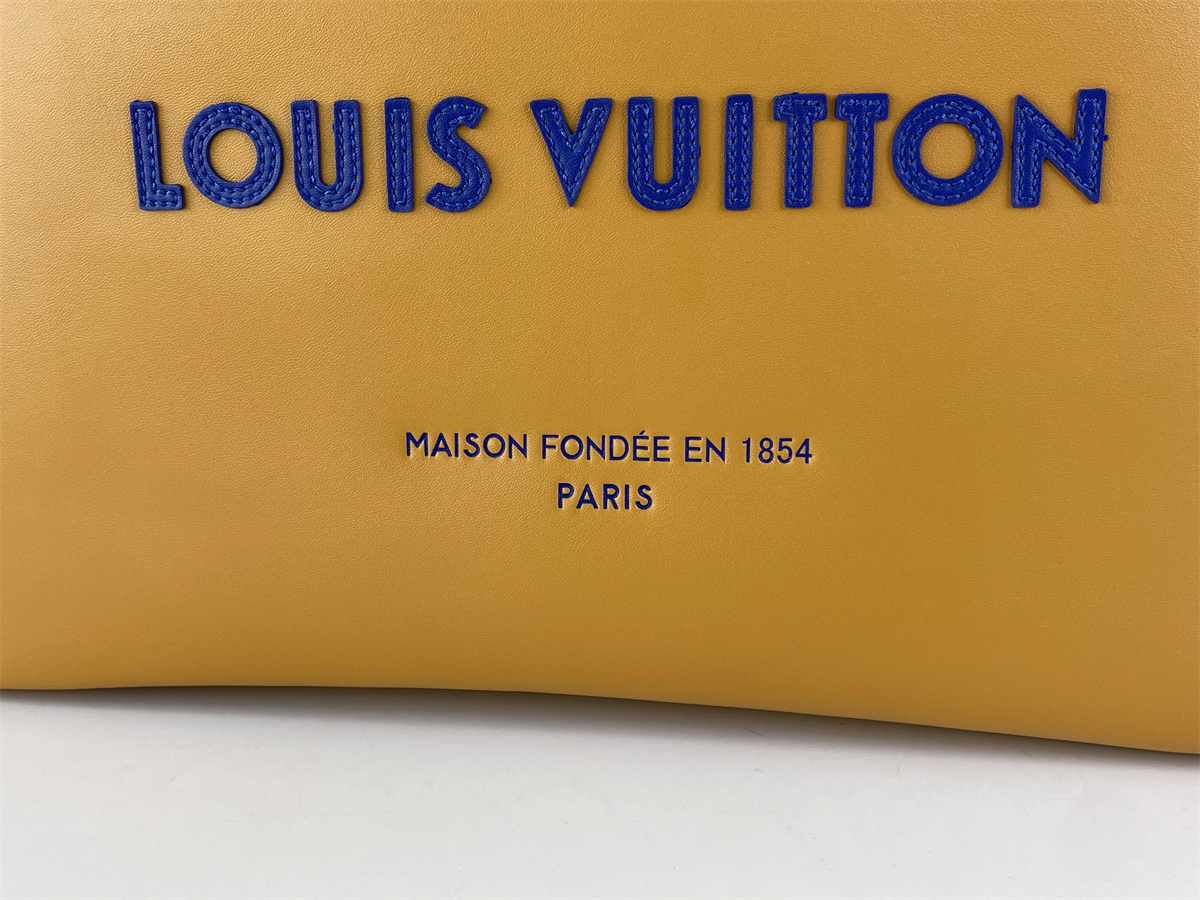 LOUIS VUITTON
MAISON FONDÉE EN 1854
PARIS